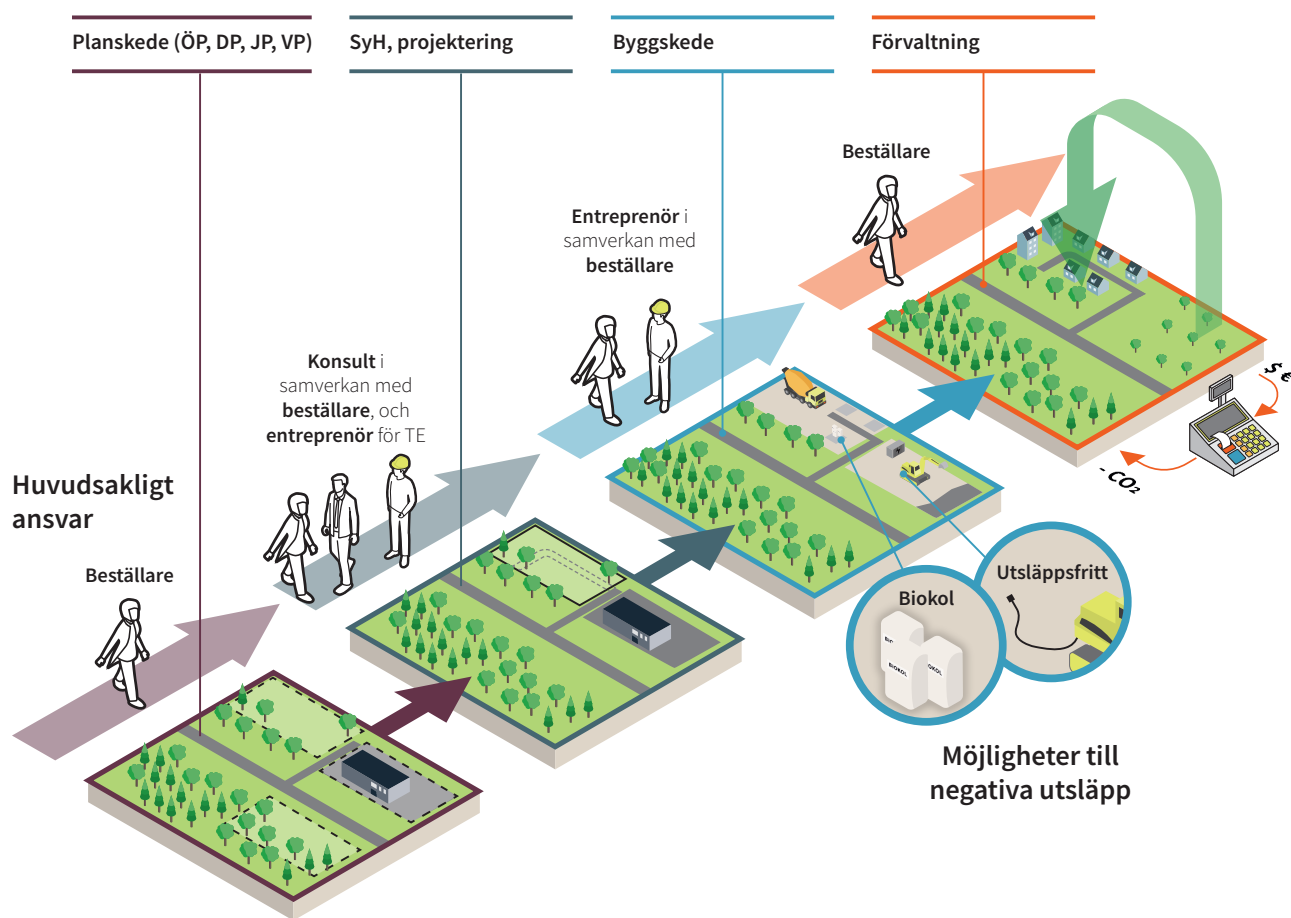 Planskede (ÖP, DP, JP, VP)
SyH, projektering
Byggskede
Förvaltning
Beställare
Entreprenör i
samverkan med
beställare
Konsult i
samverkan med
beställare, och
entreprenör för TE
Huvudsakligt
ansvar
Beställare
$ €
- CO₂
Utsläppsfritt
Biokol
BIOKOL
Möjligheter till
negativa utsläpp